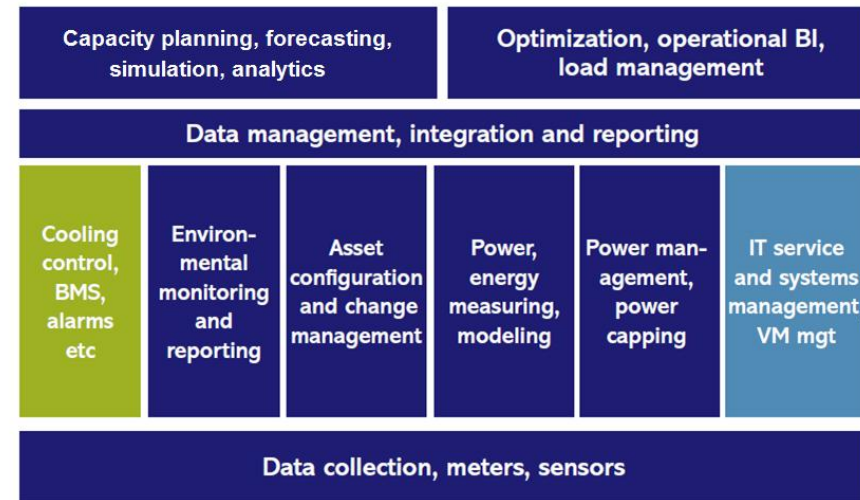 Capacity planning, forecasting,
simulation, analytics
Optimization, operational BI,
load management
Data management, integration and reporting
Cooling
control,
BMS,
alarms
etc
Environ-
mental
monitoring
and
reporting
Asset
configuration
and change
management
Power,
energy
measuring,
modeling
Power man-
agement,
power
capping
IT service
and systems
management
VM mgt
Data collection, meters, sensors